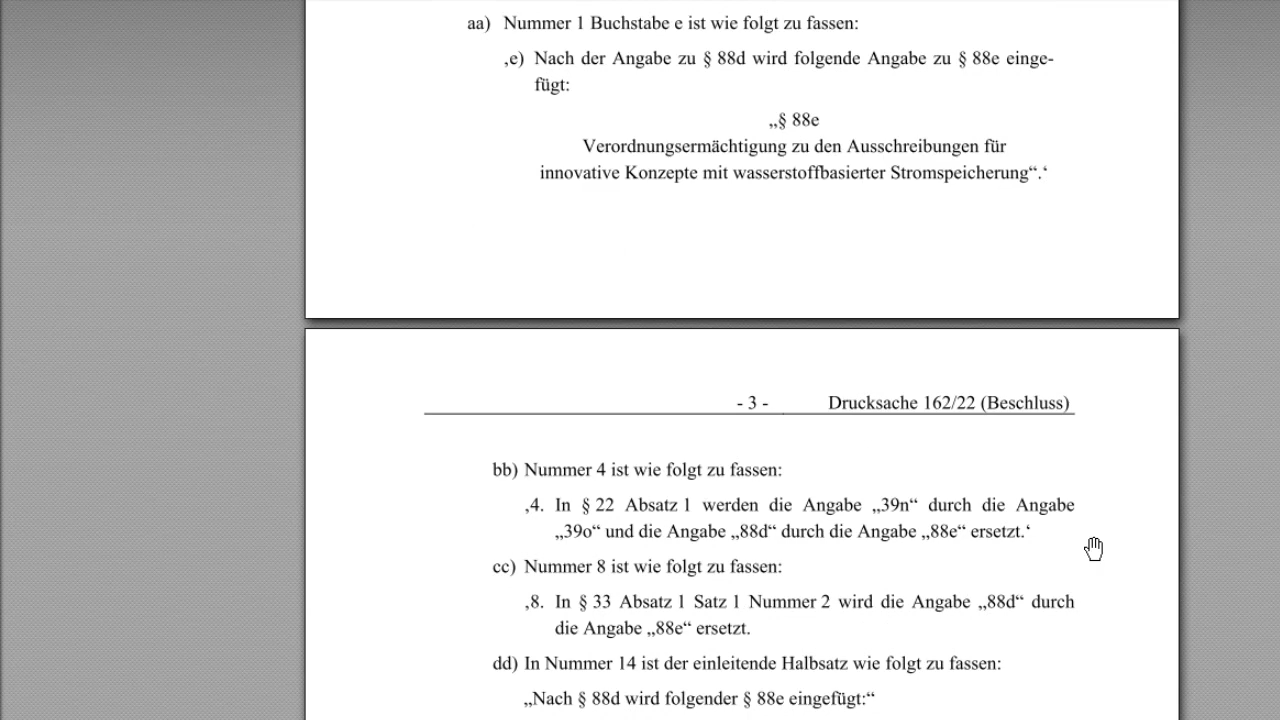 aa) Nummer 1 Buchstabe e ist wie folgt zu fassen:
‚e) Nach der Angabe zu § 88d wird folgende Angabe zu § 88e einge-
fügt:
„§ 88e
Verordnungsermächtigung zu den Ausschreibungen für
innovative Konzepte mit wasserstoffbasierter Stromspeicherung“.‘
- 3 - Drucksache 162/22 (Beschluss)
bb) Nummer 4 ist wie folgt zu fassen:
‚4. In § 22 Absatz 1 werden die Angabe „39n“ durch die Angabe
„39o“ und die Angabe „88d“ durch die Angabe „88e“ ersetzt.‘
cc) Nummer 8 ist wie folgt zu fassen:
‚8. In § 33 Absatz 1 Satz 1 Nummer 2 wird die Angabe „88d“ durch
die Angabe „88e“ ersetzt.
dd) In Nummer 14 ist der einleitende Halbsatz wie folgt zu fassen:
„Nach § 88d wird folgender § 88e eingefügt:“